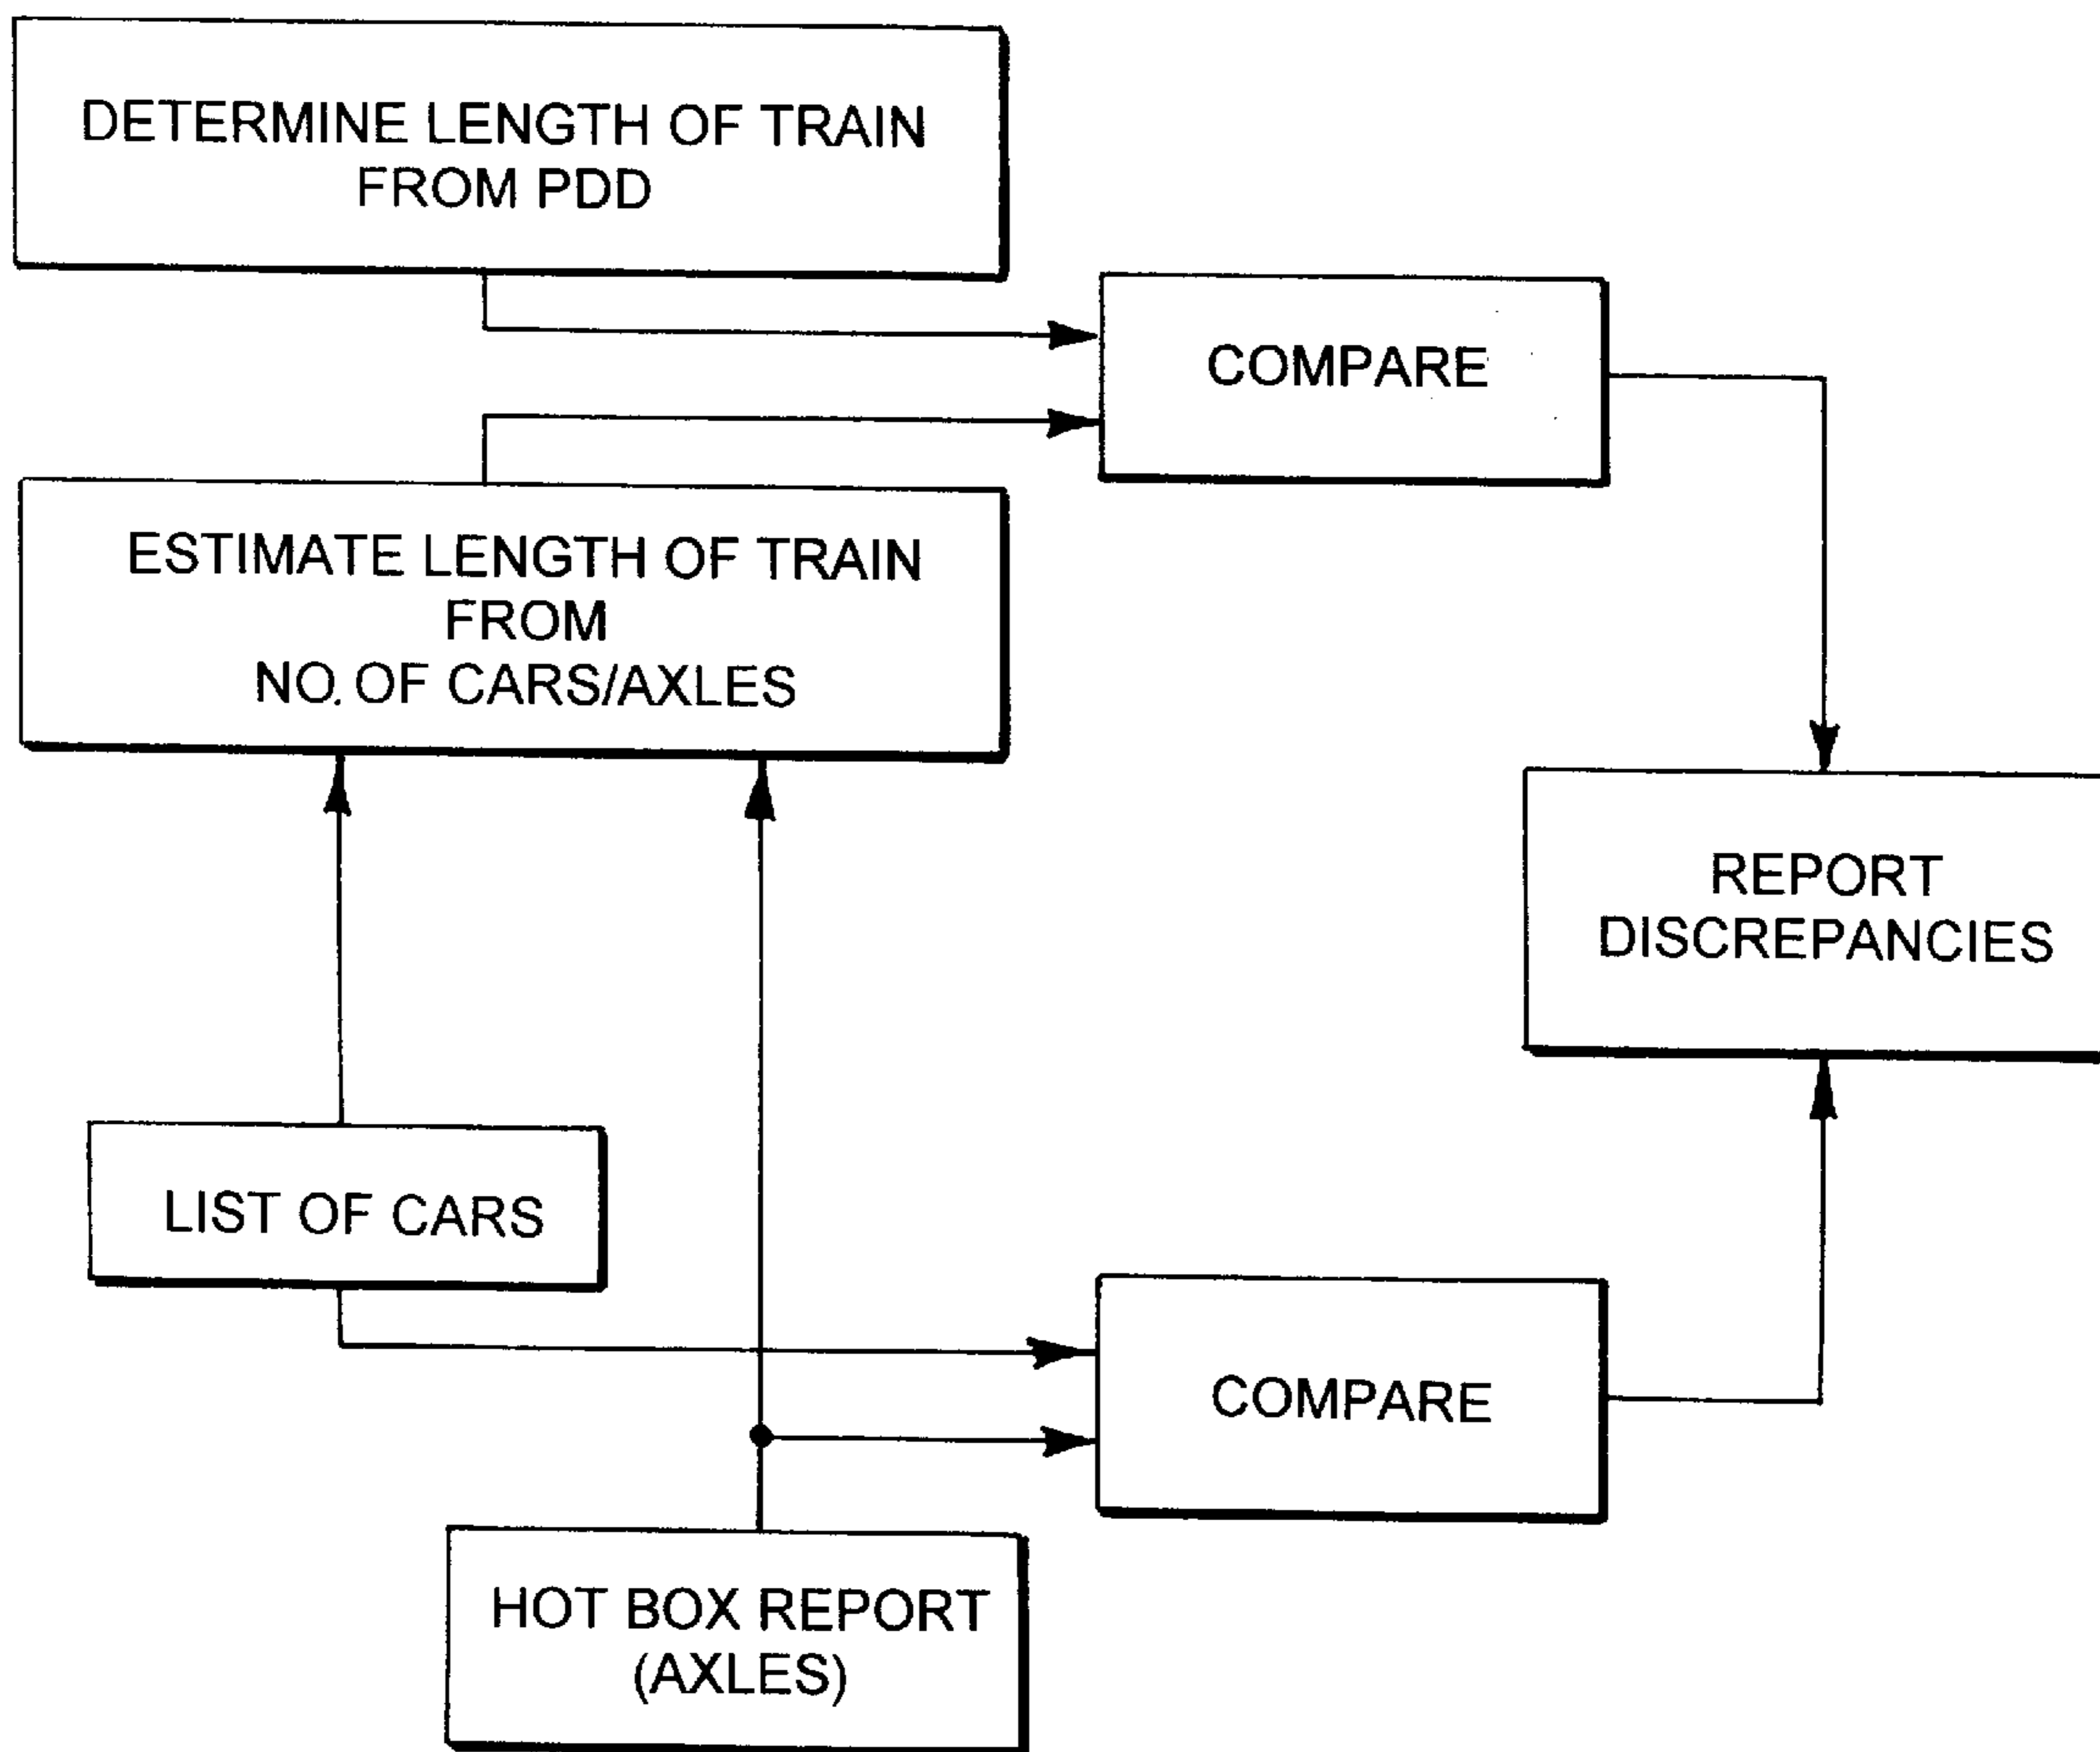 DETERMINE LENGTH OF TRAIN
FROM PDD
COMPARE
ESTIMATE LENGTH OF TRAIN
FROM
NO. OF CARS/AXLES
REPORT
DISCREPANCIES
LIST OF CARS
COMPARE
HOT BOX REPORT
(AXLES)